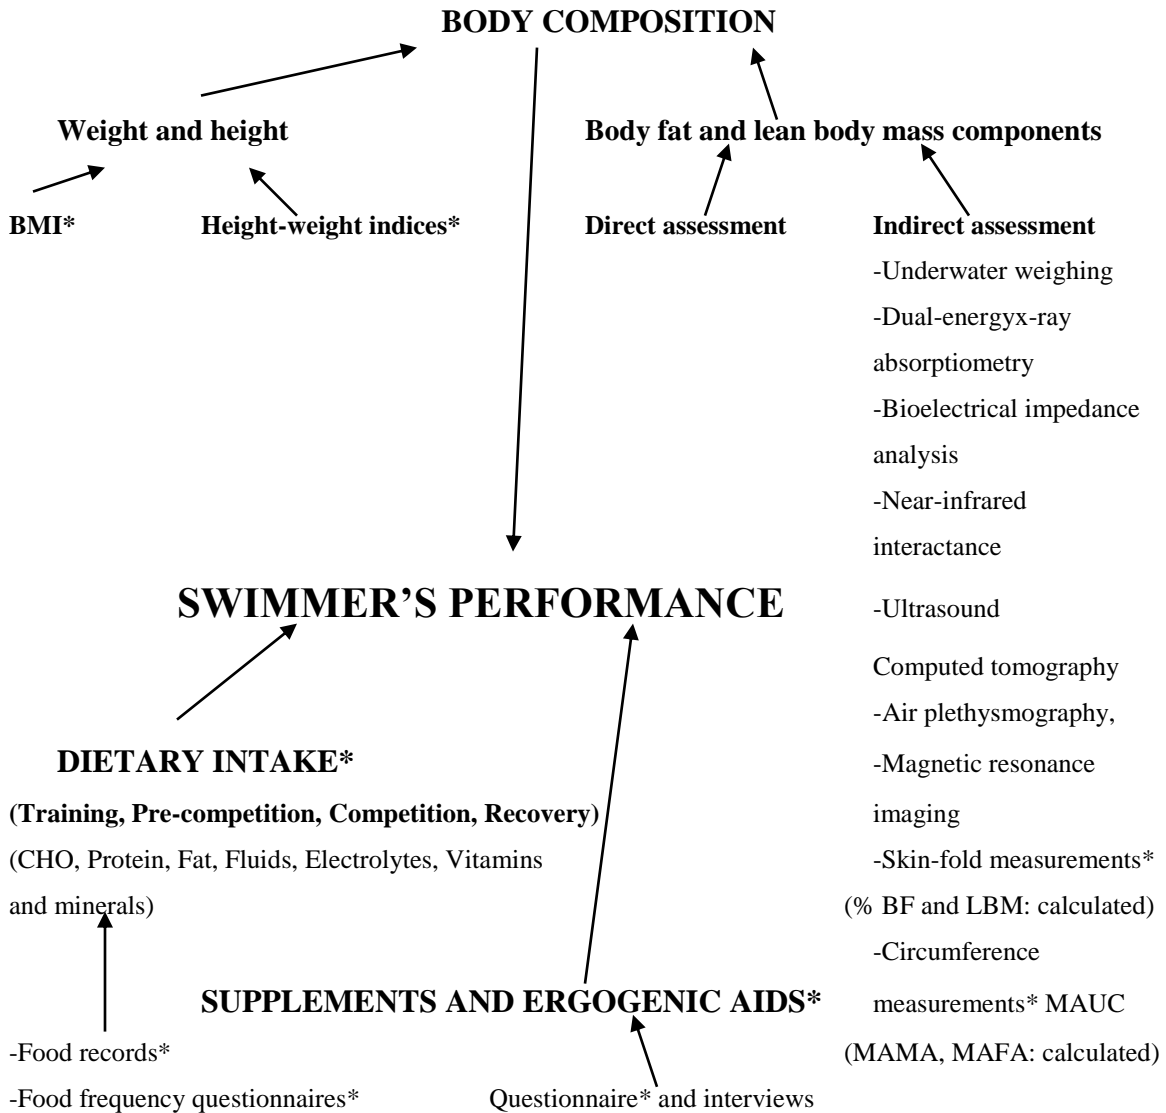 BODY COMPOSITION
Weight and height
Body fat and lean body mass components
BMI*
Height-weight indices*
Direct assessment
Indirect assessment
-Underwater weighing
-Dual-energyx-ray
absorptiometry
-Bioelectrical impedance
analysis
-Near-infrared
interactance
-Ultrasound
Computed tomography
-Air plethysmography,
-Magnetic resonance
imaging
-Skin-fold measurements*
(% BF and LBM: calculated)
-Circumference
measurements* MAUC
(MAMA, MAFA: calculated)
SWIMMER’S PERFORMANCE
DIETARY INTAKE*
(Training, Pre-competition, Competition, Recovery)
(CHO, Protein, Fat, Fluids, Electrolytes, Vitamins
and minerals)
SUPPLEMENTS AND ERGOGENIC AIDS*
-Food records*
-Food frequency questionnaires*
Questionnaire* and interviews